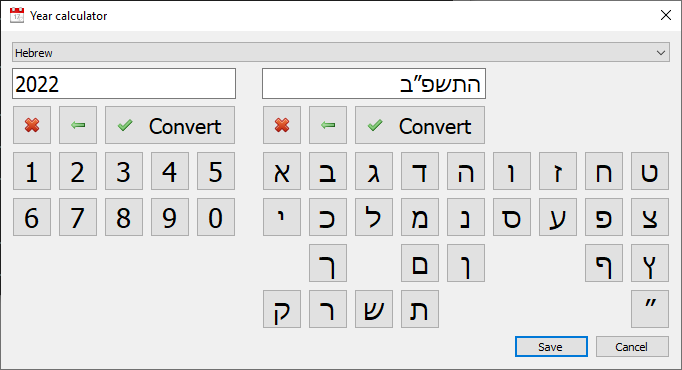 Year calculator
Hebrew
2022 התשפ"ב
Convert Convert
1 2 3 4 5 א ב ג ד ה ו ז ח ט
6 7 8 9 0 י כ ל מ נ ס ע פ צ
ך ם ן ף ץ
ק ר ש ת "
Save Cancel